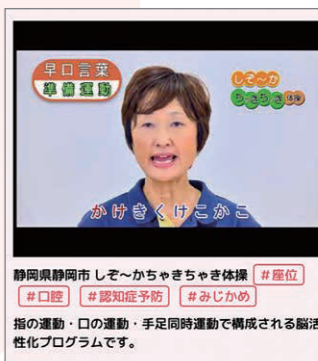 早口言葉
準備運動
しぞ～か
ちゃきちゃき体操
かけきくけこかこ
静岡県静岡市 しぞ～かちゃきちゃき体操 #座位
#口腔 #認知症予防 #みじかめ
指の運動・口の運動・手足同時運動で構成される脳活
性化プログラムです。